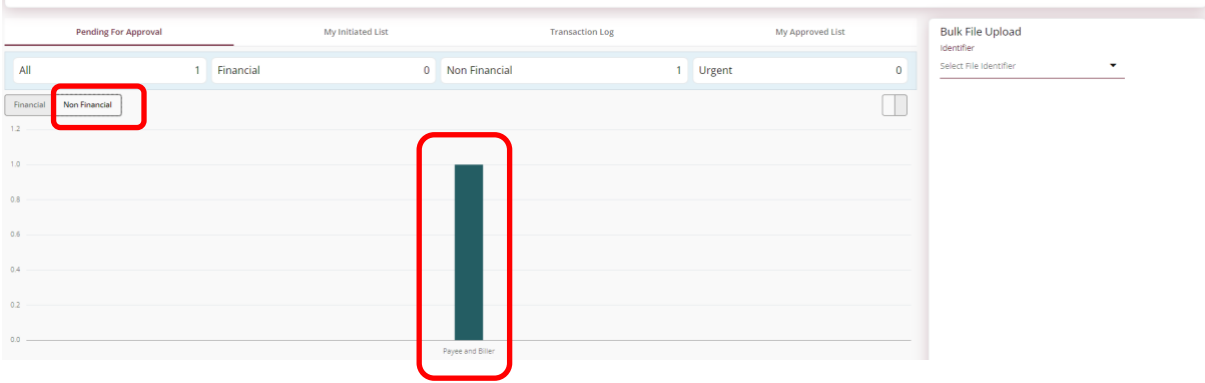 Pending For Approval
My Initiated List
Transaction Log
My Approved List
All 1
Financial 0
Non Financial 1
Urgent 0
Financial
Non Financial
1.2
1.0
0.8
0.6
0.4
0.2
0.0
Payee and Biller
Bulk File Upload
Identifier
Select File Identifier